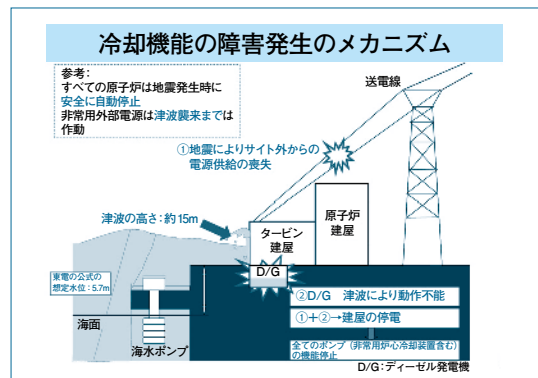 冷却機能の障害発生のメカニズム
参考：
すべての原子炉は地震発生時に
安全に自動停止
非常用外部電源は津波襲来までは
作動
送電線
①地震によりサイト外からの
電源供給の喪失
津波の高さ：約15m
タービン
建屋
原子炉
建屋
D/G
東電の公式の
想定水位：5.7m
②D/G　津波により動作不能
①＋②→建屋の停電
海面
海水ポンプ
全てのポンプ（非常用炉心冷却装置含む）
の機能停止
D/G：ディーゼル発電機